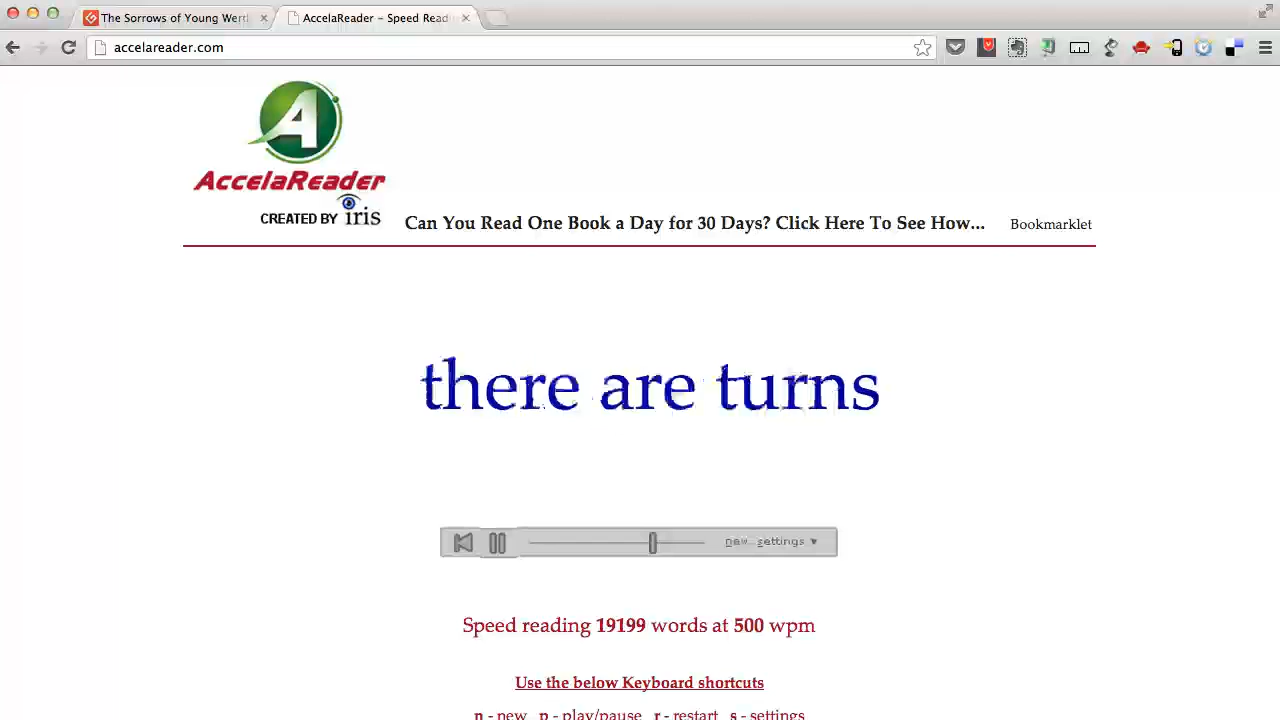 The Sorrows of Young Wert
AccelaReader - Speed Read
accelareader.com
A
AccelaReader
CREATED BY iris
Can You Read One Book a Day for 30 Days? Click Here To See How...
Bookmarklet
there are turns
new settings ▼
Speed reading 19199 words at 500 wpm
Use the below Keyboard shortcuts
n - new p - play/pause r - restart s - settings